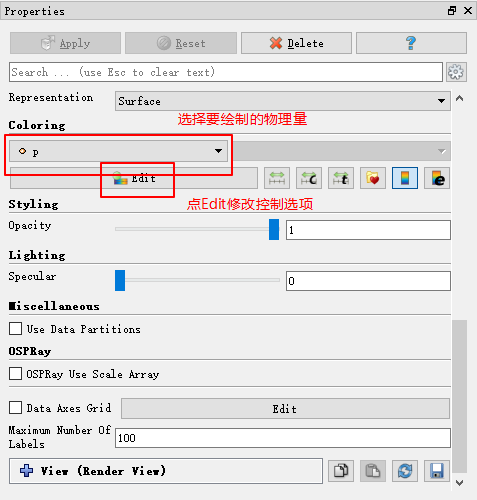 Properties
Apply
Reset
Delete
?
Search ... (use Esc to clear text)
Representation
Surface
选择要绘制的物理量
Coloring
p
Edit
c
t
e
点Edit修改控制选项
Styling
Opacity
1
Lighting
Specular
0
Miscellaneous
Use Data Partitions
OSPRay
OSPRay Use Scale Array
Data Axes Grid
Edit
Maximum Number Of
Labels
100
View (Render View)